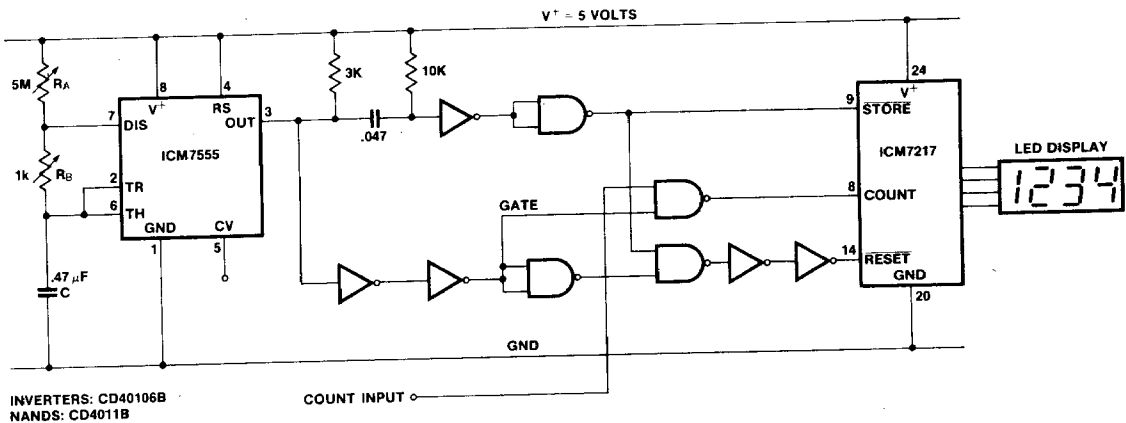 V+ = 5 VOLTS
5M
RA
7
1k
RB
2
6
.47µF
C
8
V+
4
RS
DIS
OUT
3
ICM7555
TR
TH
GND
1
CV
5
3K
10K
.047
GATE
24
V+
9
STORE
ICM7217
8
COUNT
14
RESET
GND
20
LED DISPLAY
1234
GND
INVERTERS: CD40106B
NANDS: CD4011B
COUNT INPUT